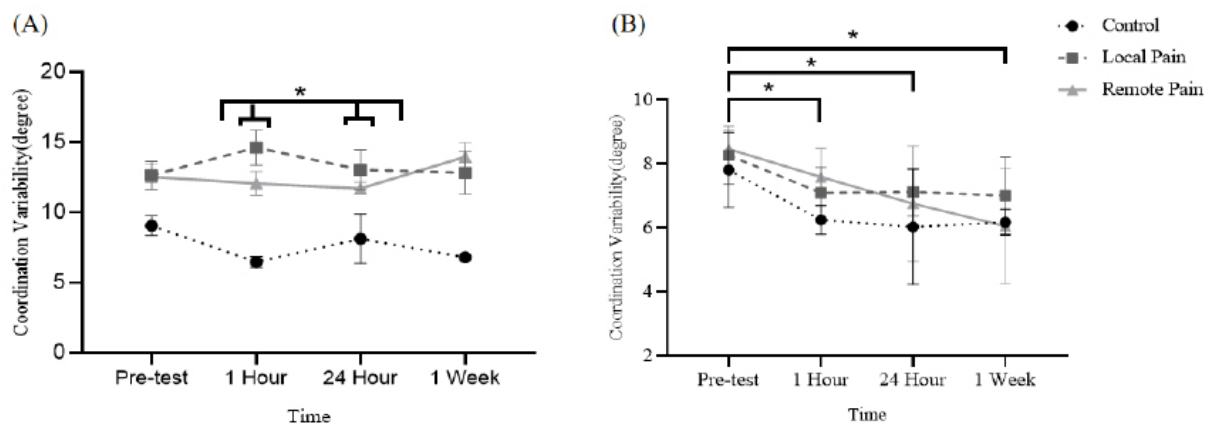 (A)
Coordination Variability(degree)
20
15
10
5
0
*
Pre-test 1 Hour 24 Hour 1 Week
Time
(B)
Coordination Variability(degree)
10
8
6
4
2
*
*
*
Pre-test 1 Hour 24 Hour 1 Week
Time
Control
Local Pain
Remote Pain